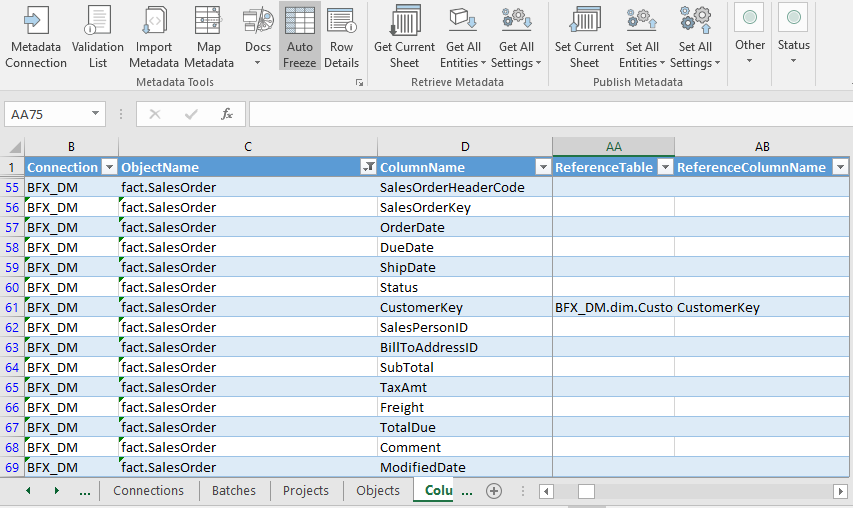 Metadata Connection Validation List Import Metadata Map Metadata Docs Auto Freeze Row Details Get Current Sheet Get All Entities Get All Settings Set Current Sheet Set All Entities Set All Settings Other Status
Metadata Tools Retrieve Metadata Publish Metadata
AA75 fx
B C D AA AB
1 Connection ObjectName ColumnName ReferenceTable ReferenceColumnName
55 BFX_DM fact.SalesOrder SalesOrderHeaderCode
56 BFX_DM fact.SalesOrder SalesOrderKey
57 BFX_DM fact.SalesOrder OrderDate
58 BFX_DM fact.SalesOrder DueDate
59 BFX_DM fact.SalesOrder ShipDate
60 BFX_DM fact.SalesOrder Status
61 BFX_DM fact.SalesOrder CustomerKey BFX_DM.dim.Custo CustomerKey
62 BFX_DM fact.SalesOrder SalesPersonID
63 BFX_DM fact.SalesOrder BillToAddressID
64 BFX_DM fact.SalesOrder SubTotal
65 BFX_DM fact.SalesOrder TaxAmt
66 BFX_DM fact.SalesOrder Freight
67 BFX_DM fact.SalesOrder TotalDue
68 BFX_DM fact.SalesOrder Comment
69 BFX_DM fact.SalesOrder ModifiedDate
... Connections Batches Projects Objects Colu ...